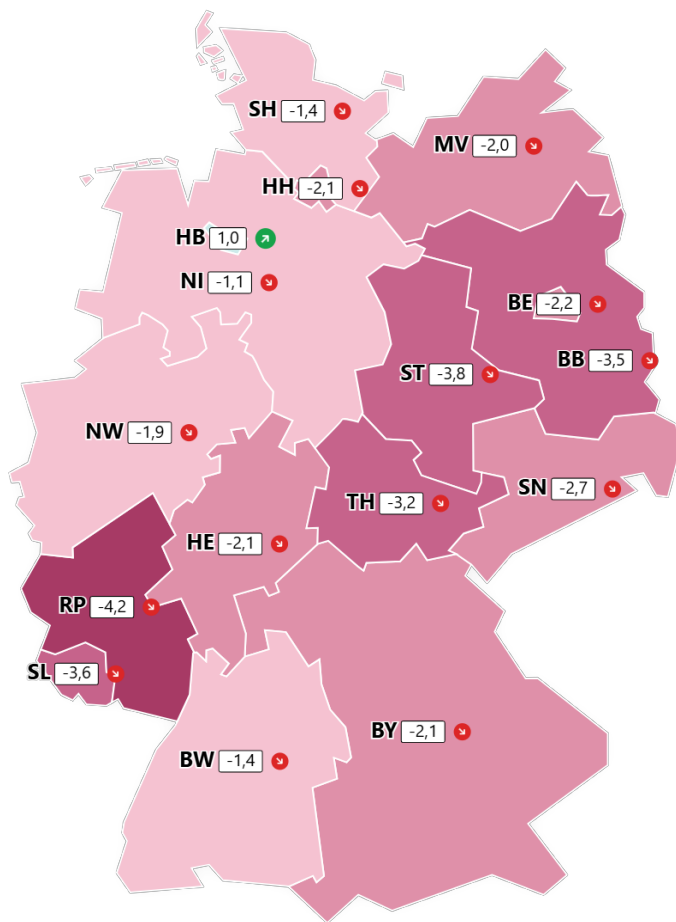 SH -1,4
MV -2,0
HH -2,1
HB 1,0
NI -1,1
BE -2,2
BB -3,5
ST -3,8
NW -1,9
SN -2,7
TH -3,2
HE -2,1
RP -4,2
SL -3,6
BY -2,1
BW -1,4